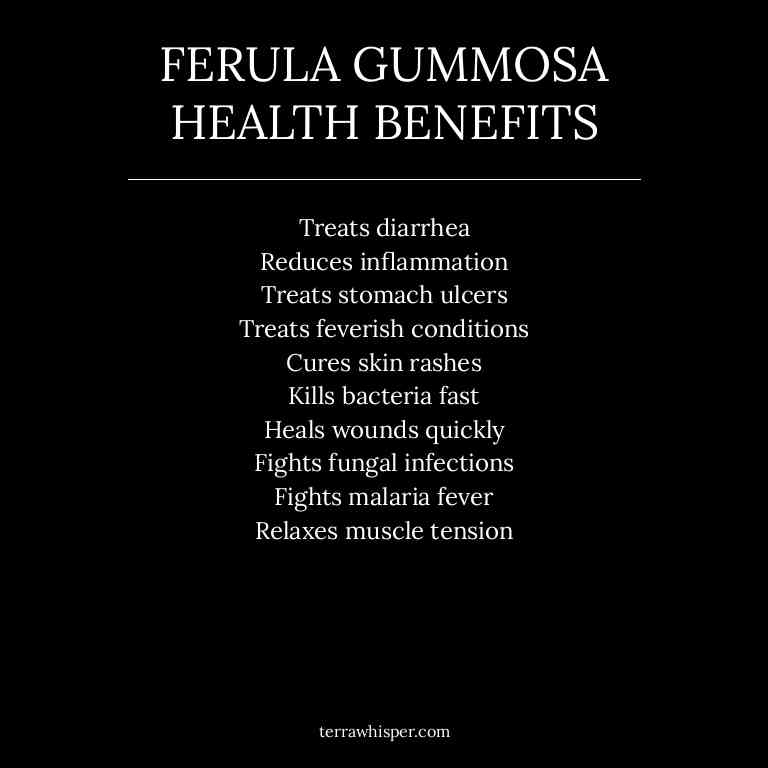 FERULA GUMMOSA
HEALTH BENEFITS
Treats diarrhea
Reduces inflammation
Treats stomach ulcers
Treats feverish conditions
Cures skin rashes
Kills bacteria fast
Heals wounds quickly
Fights fungal infections
Fights malaria fever
Relaxes muscle tension
terrawhisper.com